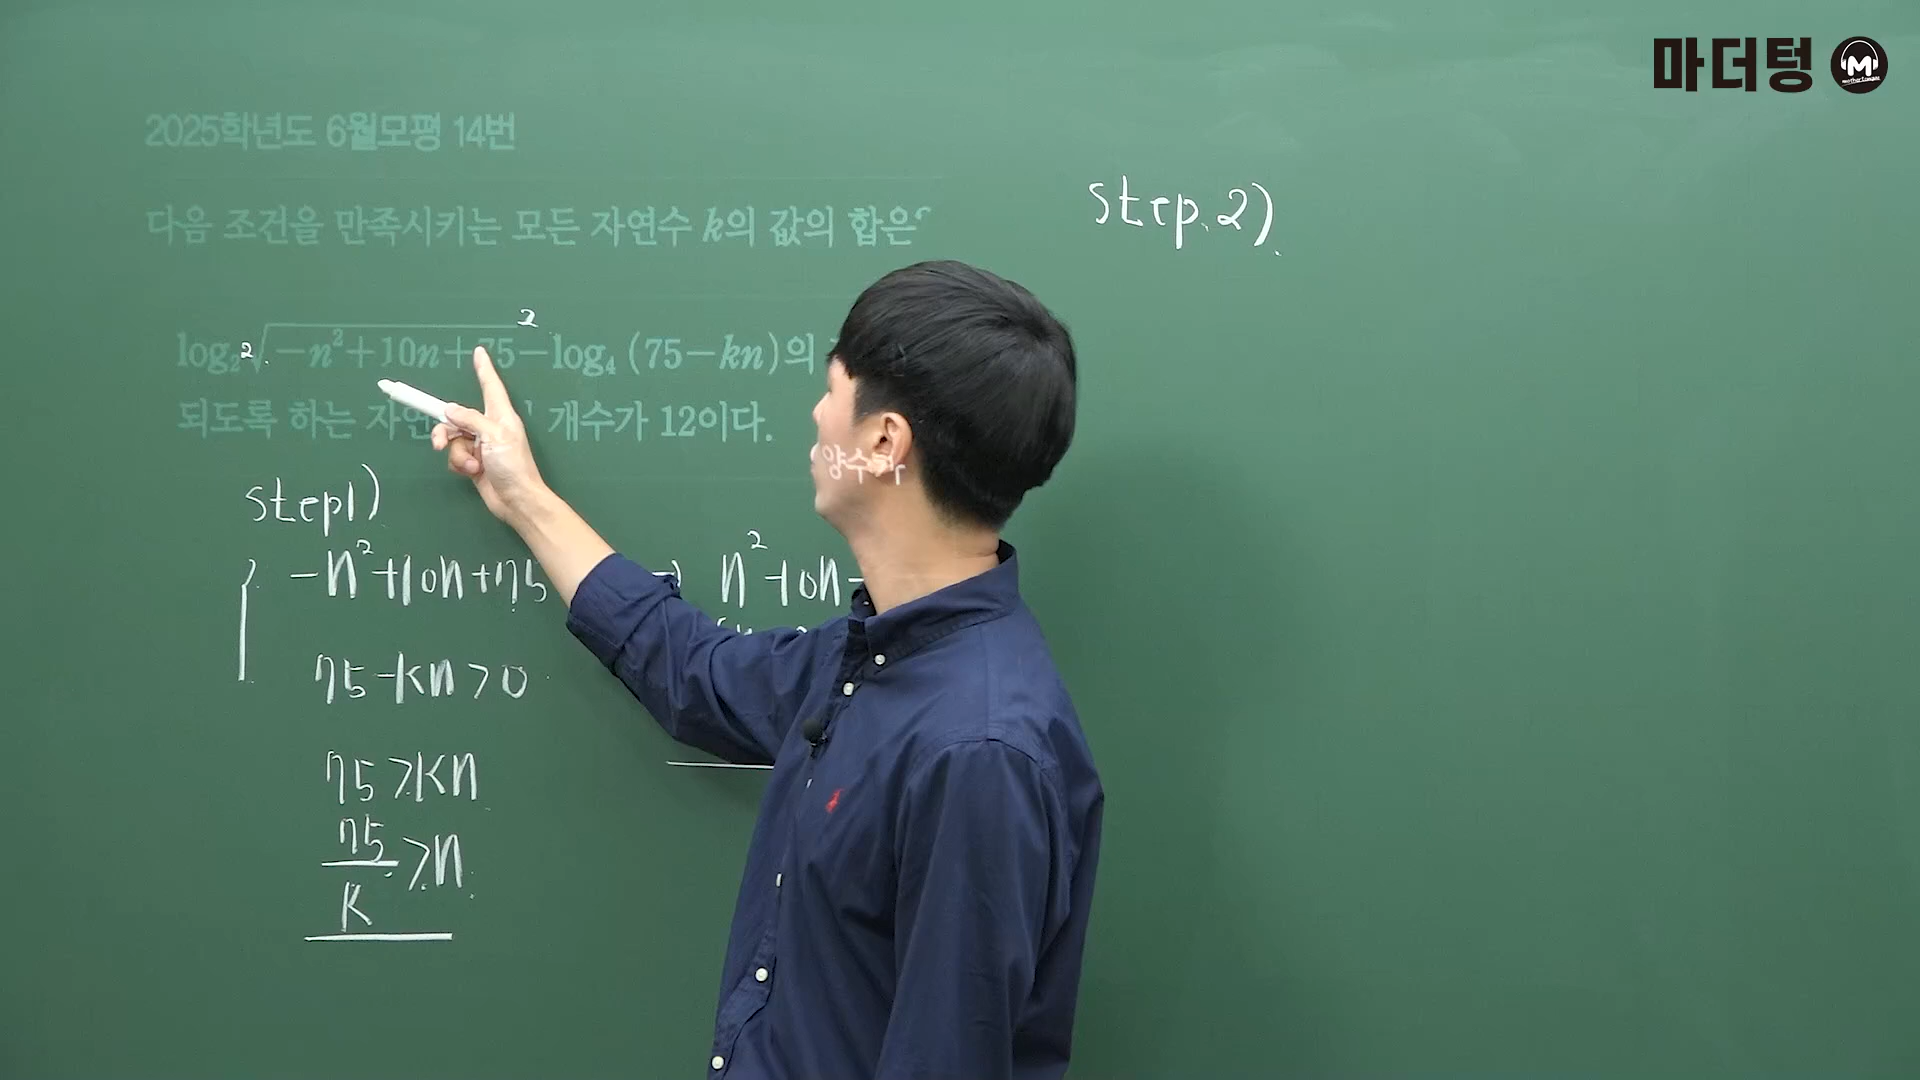 마더텅
M
2025학년도 6월모평 14번
다음 조건을 만족시키는 모든 자연수 k의 값의 합은?
log₂ ²√-n²+10n+75 ² -log₄ (75-kn)의
양수가
되도록 하는 자연 개수가 12이다.
step1)
-n²+10n+75 → n²-10n-
75-kn>0
75>kn
75/k >n
step.2)